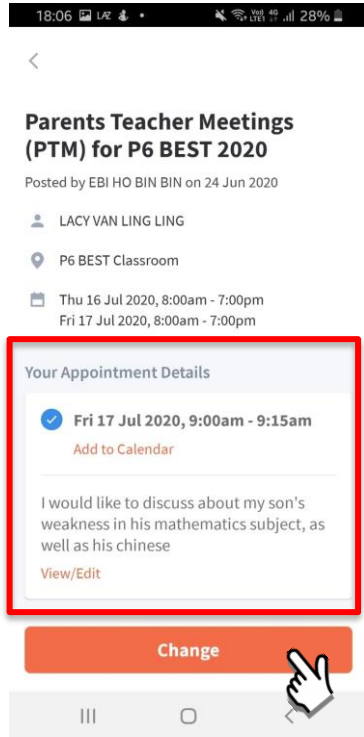 18:06 LAZ 4G 28%
Parents Teacher Meetings
(PTM) for P6 BEST 2020
Posted by EBI HO BIN BIN on 24 Jun 2020
LACY VAN LING LING
P6 BEST Classroom
Thu 16 Jul 2020, 8:00am - 7:00pm
Fri 17 Jul 2020, 8:00am - 7:00pm
Your Appointment Details
Fri 17 Jul 2020, 9:00am - 9:15am
Add to Calendar
I would like to discuss about my son's
weakness in his mathematics subject, as
well as his chinese
View/Edit
Change